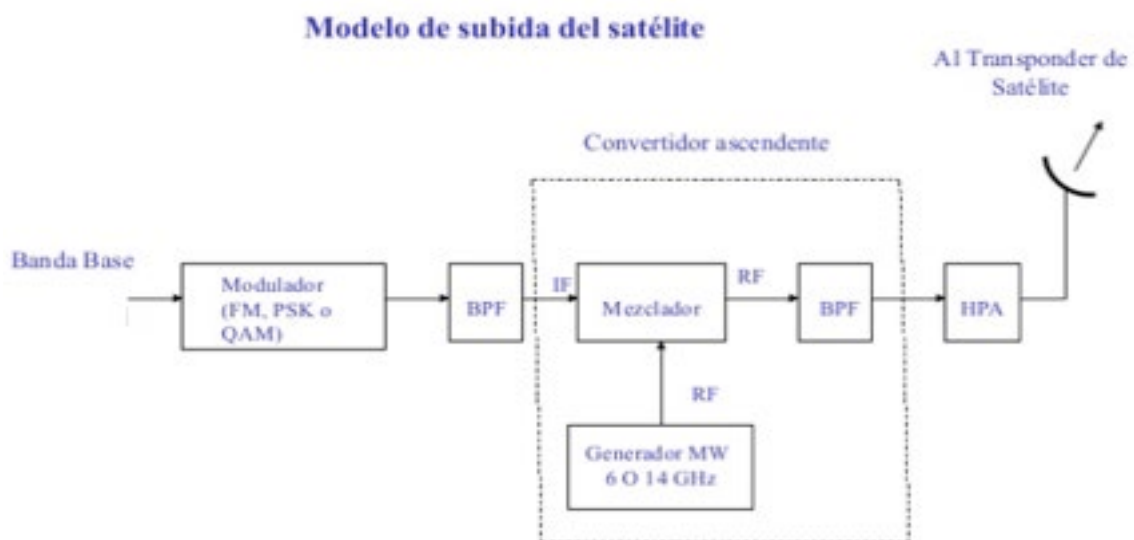 Modelo de subida del satélite
Al Transponder de
Satélite
Convertidor ascendente
Banda Base
Modulador
(FM, PSK o
QAM)
BPF
IF
Mezclador
RF
BPF
HPA
RF
Generador MW
6 O 14 GHz